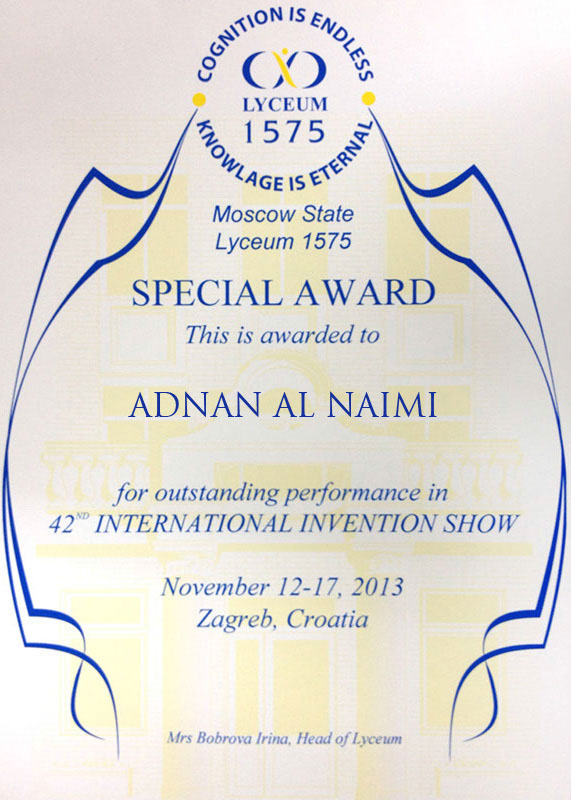 COGNITION IS ENDLESS
LYCEUM
1575
KNOWLAGE IS ETERNAL
Moscow State
Lyceum 1575
SPECIAL AWARD
This is awarded to
ADNAN AL NAIMI
for outstanding performance in
42ND INTERNATIONAL INVENTION SHOW
November 12-17, 2013
Zagreb, Croatia
Mrs Bobrova Irina, Head of Lyceum